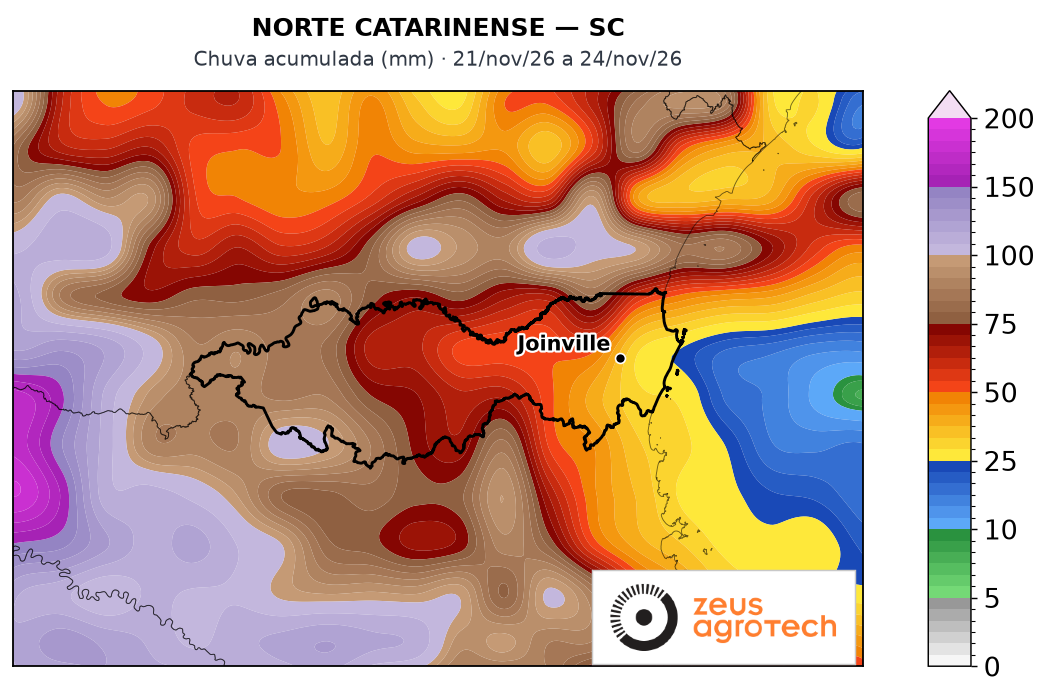 NORTE CATARINENSE — SC
Chuva acumulada (mm) · 21/nov/26 a 24/nov/26
Joinville
200
150
100
75
50
25
10
5
0
zeus
agrotech